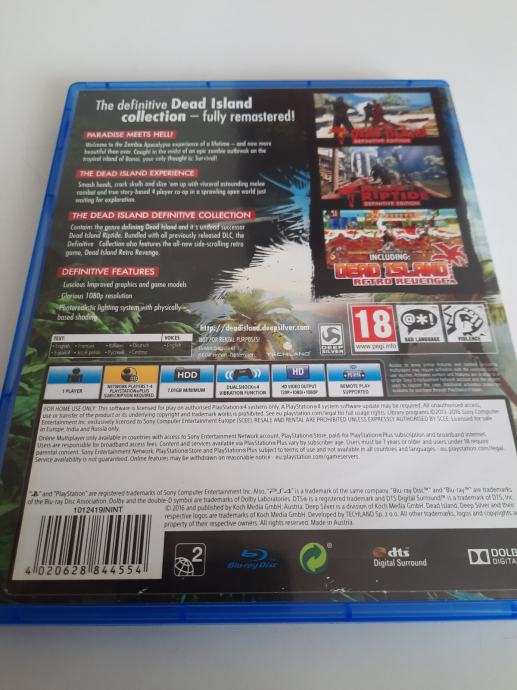 The definitive Dead Island
collection – fully remastered!
PARADISE MEETS HELL!
Welcome to the Zombie Apocalypse experience of a lifetime – and now more
beautiful than ever. Caught in the midst of an epic zombie outbreak on the
tropical island of Banoi, your only thought is: Survival!
THE DEAD ISLAND EXPERIENCE
Smash heads, crack skulls and slice 'em up with visceral astounding melee
combat and true story-based 4 player co-op in a sprawling open world just
waiting for exploration.
THE DEAD ISLAND DEFINITIVE COLLECTION
Contains the genre defining Dead Island and it's undead successor
Dead Island Riptide. Bundled with all previously released DLC, the
Definitive Collection also features the all-new side-scrolling retro
game, Dead Island Retro Revenge.
DEFINITIVE FEATURES
- Luscious Improved graphics and game models
- Glorious 1080p resolution
- Photorealistic lighting system with physically-
based shading
DEAD ISLAND
DEFINITIVE EDITION
RIPTIDE
DEFINITIVE EDITION
INCLUDING:
DEAD ISLAND
RETRO REVENGE
TEXT:
VOICES:
• English • Français • Italiano • Deutsch
• Русский
• English
http://deadisland.deepsilver.com
NOT FOR RENTAL PURPOSES!
TECHLAND
DEEP
SILVER
18
www.pegi.info
BAD LANGUAGE
VIOLENCE
1 PLAYER
NETWORK PLAYERS 1-4
PLAYSTATION®PLUS
SUBSCRIPTION REQUIRED
7.01GB MINIMUM
DUALSHOCK®4
VIBRATION FUNCTION
HD VIDEO OUTPUT
720P•1080i•1080P
REMOTE PLAY
SUPPORTED
FOR HOME USE ONLY: This software is licensed for play on authorised PlayStation®4 systems only. A PlayStation®4 system software update may be required. All unauthorised
use or transfer of the product or its underlying copyright and trademark works is prohibited. See eu.playstation.com/legal for full usage rights. Library programs ©2013-2016 Sony Computer
Entertainment Inc. exclusively licensed to Sony Computer Entertainment Europe (SCEE). RESALE AND RENTAL ARE PROHIBITED UNLESS EXPRESSLY AUTHORISED BY SCEE. Licensed for sale
in Europe, India and Russia only.
Online Multiplayer only available in countries with access to Sony Entertainment Network account, PlayStation®Store, paid-for PlayStation®Plus subscription and broadband internet.
Users are responsible for broadband access fees. Content and services available via PlayStation®Plus vary by subscriber age. Users must be 7 years or older and users under 18 require
parental consent. Sony Entertainment Network, PlayStation®Store and PlayStation®Plus subject to terms of use and not available in all countries and languages - eu.playstation.com/legal.
Service availability is not guaranteed. Online features may be withdrawn on reasonable notice - eu.playstation.com/gameservers.
and "PlayStation" are registered trademarks of Sony Computer Entertainment Inc. Also, "PS4" is a trademark of the same company. "Blu-ray Disc™" and "Blu-ray™" are trademarks
of the Blu-ray Disc Association. Dolby and the double-D symbol are trademarks of Dolby Laboratories. DTS® is a registered trademark and DTS Digital Surround™ is a trademark of DTS, Inc.
© 2016 and published by Koch Media GmbH, Austria. Deep Silver is a division of Koch Media GmbH. Dead Island, Deep Silver and their
respective logos are trademarks of Koch Media GmbH. Developed by TECHLAND Sp. z o.o. All other trademarks, logos and copyrights are
property of their respective owners. All rights reserved. Made in Austria.
1012419ININT
4 020628 844554
2
Blu-ray Disc
dts
Digital Surround
DOLBY
DIGITAL